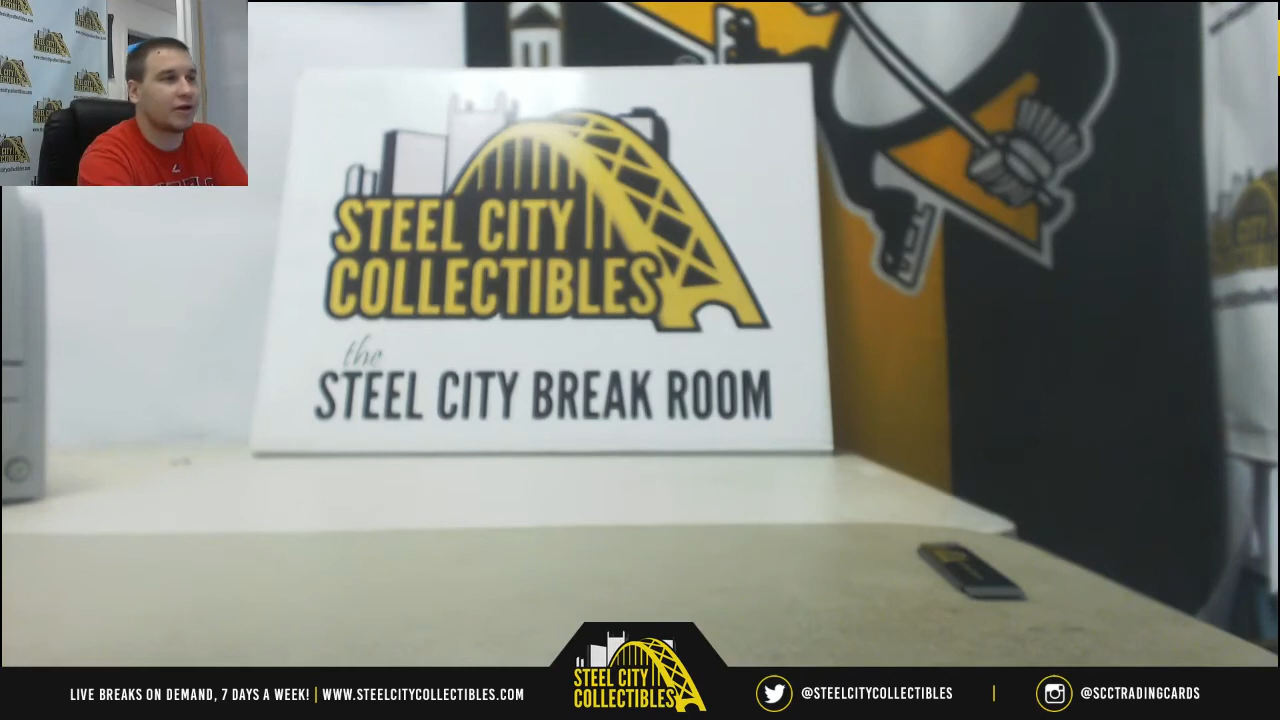 STEEL CITY
COLLECTIBLES
the
STEEL CITY BREAK ROOM
LIVE BREAKS ON DEMAND, 7 DAYS A WEEK! | WWW.STEELCITYCOLLECTIBLES.COM
STEEL CITY
COLLECTIBLES
@STEELCITYCOLLECTIBLES |
@SCCTRADINGCARDS